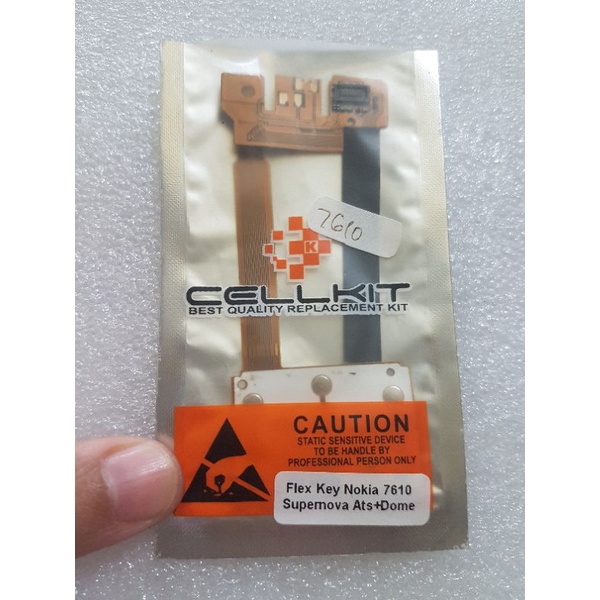 7610
K
CELLKIT
BEST QUALITY REPLACEMENT KIT
CAUTION
STATIC SENSITIVE DEVICE
TO BE HANDLE BY
PROFESSIONAL PERSON ONLY
Flex Key Nokia 7610
Supernova Ats+Dome